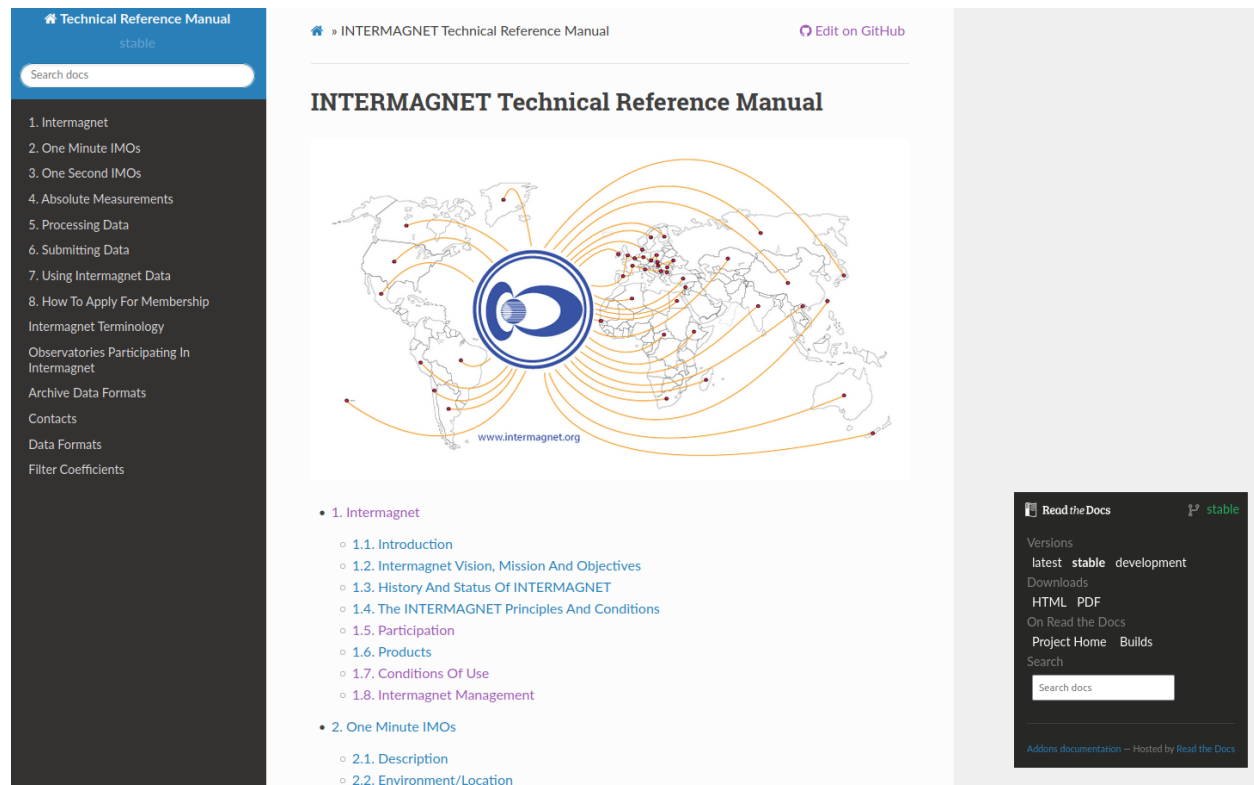 Technical Reference Manual
stable
Search docs
1. Intermagnet
2. One Minute IMOs
3. One Second IMOs
4. Absolute Measurements
5. Processing Data
6. Submitting Data
7. Using Intermagnet Data
8. How To Apply For Membership
Intermagnet Terminology
Observatories Participating In
Intermagnet
Archive Data Formats
Contacts
Data Formats
Filter Coefficients
» INTERMAGNET Technical Reference Manual
Edit on GitHub
INTERMAGNET Technical Reference Manual
www.intermagnet.org
• 1. Intermagnet
◦ 1.1. Introduction
◦ 1.2. Intermagnet Vision, Mission And Objectives
◦ 1.3. History And Status Of INTERMAGNET
◦ 1.4. The INTERMAGNET Principles And Conditions
◦ 1.5. Participation
◦ 1.6. Products
◦ 1.7. Conditions Of Use
◦ 1.8. Intermagnet Management
• 2. One Minute IMOs
◦ 2.1. Description
◦ 2.2. Environment/Location
Read the Docs stable
Versions
latest stable development
Downloads
HTML PDF
On Read the Docs
Project Home Builds
Search
Search docs
Addons documentation — Hosted by Read the Docs